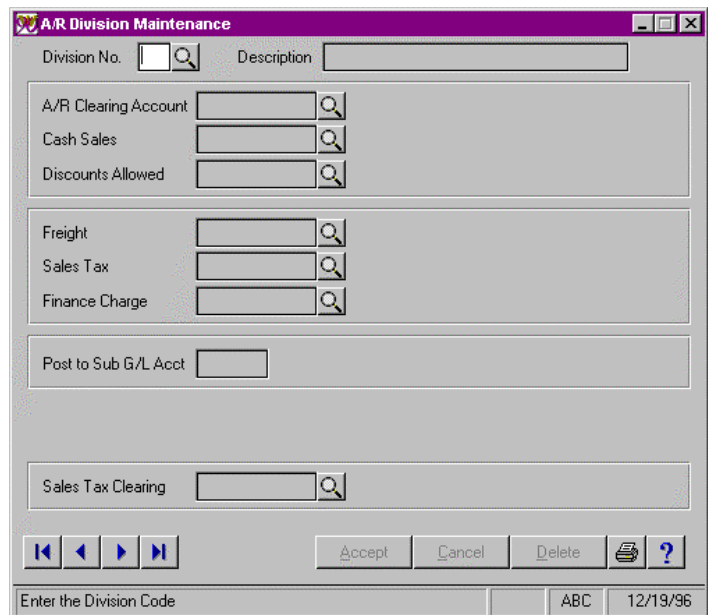 A/R Division Maintenance
Division No. Description
A/R Clearing Account
Cash Sales
Discounts Allowed
Freight
Sales Tax
Finance Charge
Post to Sub G/L Acct
Sales Tax Clearing
Accept Cancel Delete ?
Enter the Division Code ABC 12/19/96